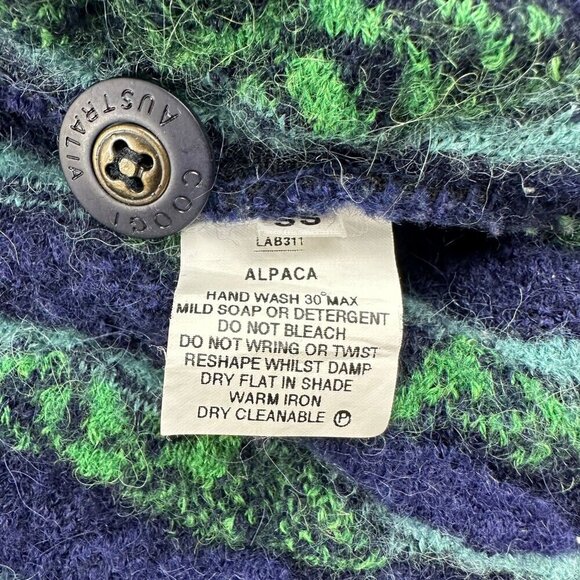 COOGI AUSTRALIA
LAB311
ALPACA
HAND WASH 30° MAX
MILD SOAP OR DETERGENT
DO NOT BLEACH
DO NOT WRING OR TWIST
RESHAPE WHILST DAMP
DRY FLAT IN SHADE
WARM IRON
DRY CLEANABLE Ⓟ